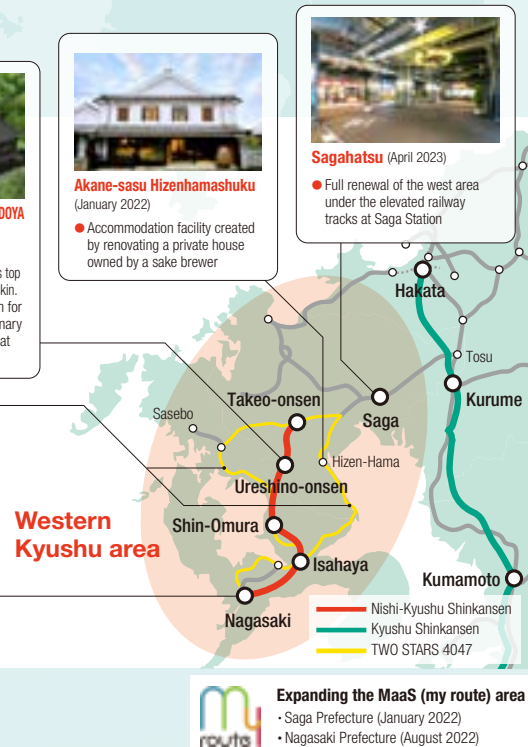 DOYA
s top
kin.
n for
nary
at
Akane-sasu Hizenhamashuku
(January 2022)
● Accommodation facility created
by renovating a private house
owned by a sake brewer
Sagahatsu (April 2023)
● Full renewal of the west area
under the elevated railway
tracks at Saga Station
Hakata
Tosu
Kurume
Takeo-onsen
Saga
Sasebo
Hizen-Hama
Ureshino-onsen
Western
Kyushu area
Shin-Omura
Isahaya
Kumamoto
Nagasaki
Nishi-Kyushu Shinkansen
Kyushu Shinkansen
TWO STARS 4047
my
route
Expanding the MaaS (my route) area
・Saga Prefecture (January 2022)
・Nagasaki Prefecture (August 2022)